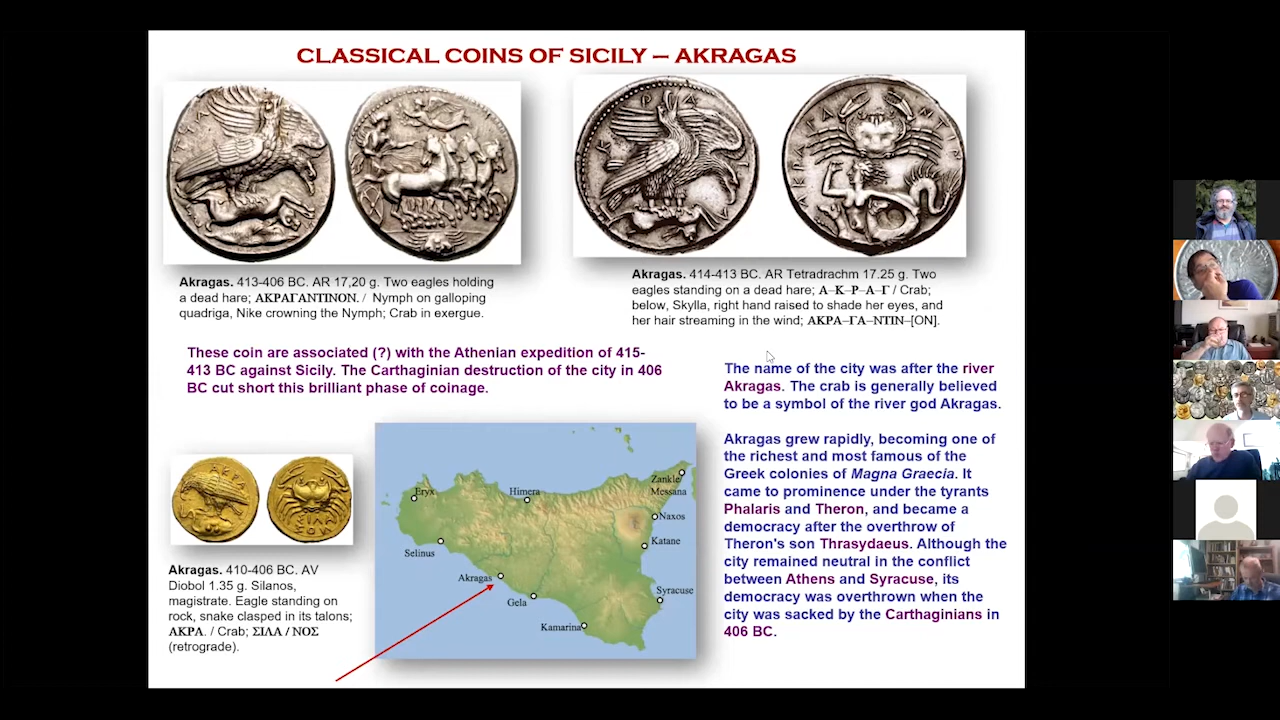 CLASSICAL COINS OF SICILY – AKRAGAS
Akragas. 413-406 BC. AR 17,20 g. Two eagles holding
a dead hare; ΑΚΡΑΓΑΝΤΙΝΟΝ. / Nymph on galloping
quadriga, Nike crowning the Nymph; Crab in exergue.
Akragas. 414-413 BC. AR Tetradrachm 17.25 g. Two
eagles standing on a dead hare; Α–Κ–Ρ–Α–Γ / Crab;
below, Skylla, right hand raised to shade her eyes, and
her hair streaming in the wind; ΑΚΡΑ–ΓΑ–ΝΤΙΝ–[ΟΝ].
These coin are associated (?) with the Athenian expedition of 415-
413 BC against Sicily. The Carthaginian destruction of the city in 406
BC cut short this brilliant phase of coinage.
The name of the city was after the river
Akragas. The crab is generally believed
to be a symbol of the river god Akragas.
Akragas grew rapidly, becoming one of
the richest and most famous of the
Greek colonies of Magna Graecia. It
came to prominence under the tyrants
Phalaris and Theron, and became a
democracy after the overthrow of
Theron's son Thrasydaeus. Although the
city remained neutral in the conflict
between Athens and Syracuse, its
democracy was overthrown when the
city was sacked by the Carthaginians in
406 BC.
Akragas. 410-406 BC. AV
Diobol 1.35 g. Silanos,
magistrate. Eagle standing on
rock, snake clasped in its talons;
ΑΚΡΑ. / Crab; ΣΙΛΑ / ΝΟΣ
(retrograde).
Eryx
Himera
Zankle
Messana
Naxos
Katane
Selinus
Akragas
Gela
Syracuse
Kamarina